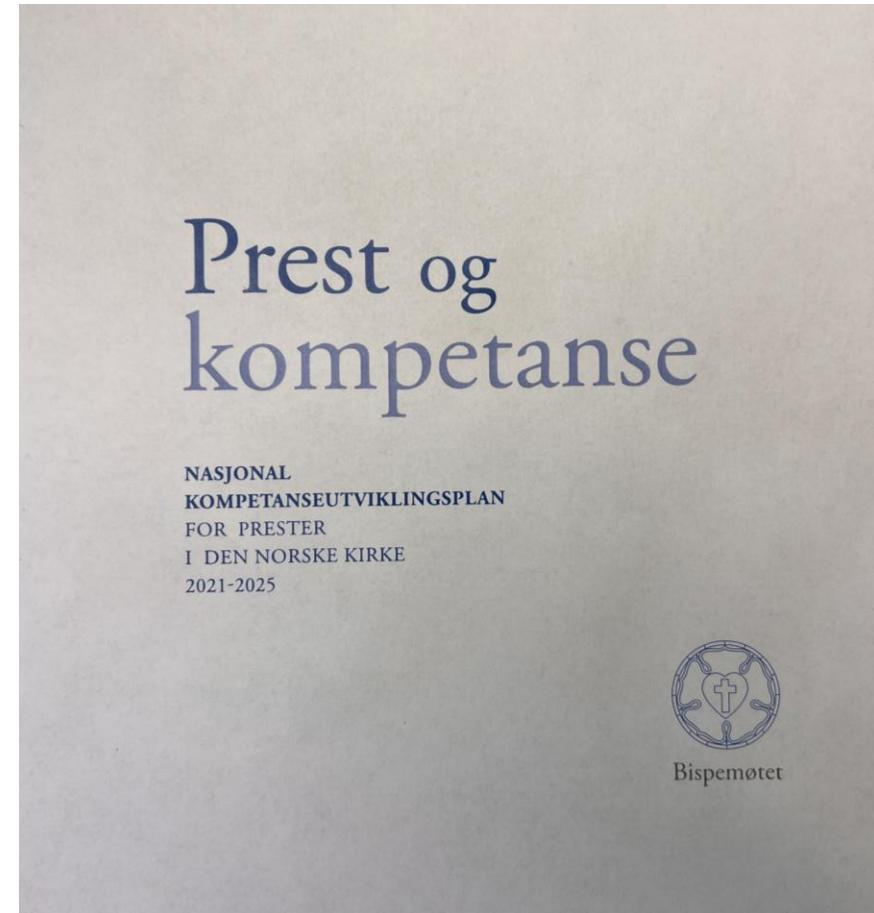 Prest og
kompetanse
NASJONAL
KOMPETANSEUTVIKLINGSPLAN
FOR PRESTER
I DEN NORSKE KIRKE
2021-2025
Bispemøtet